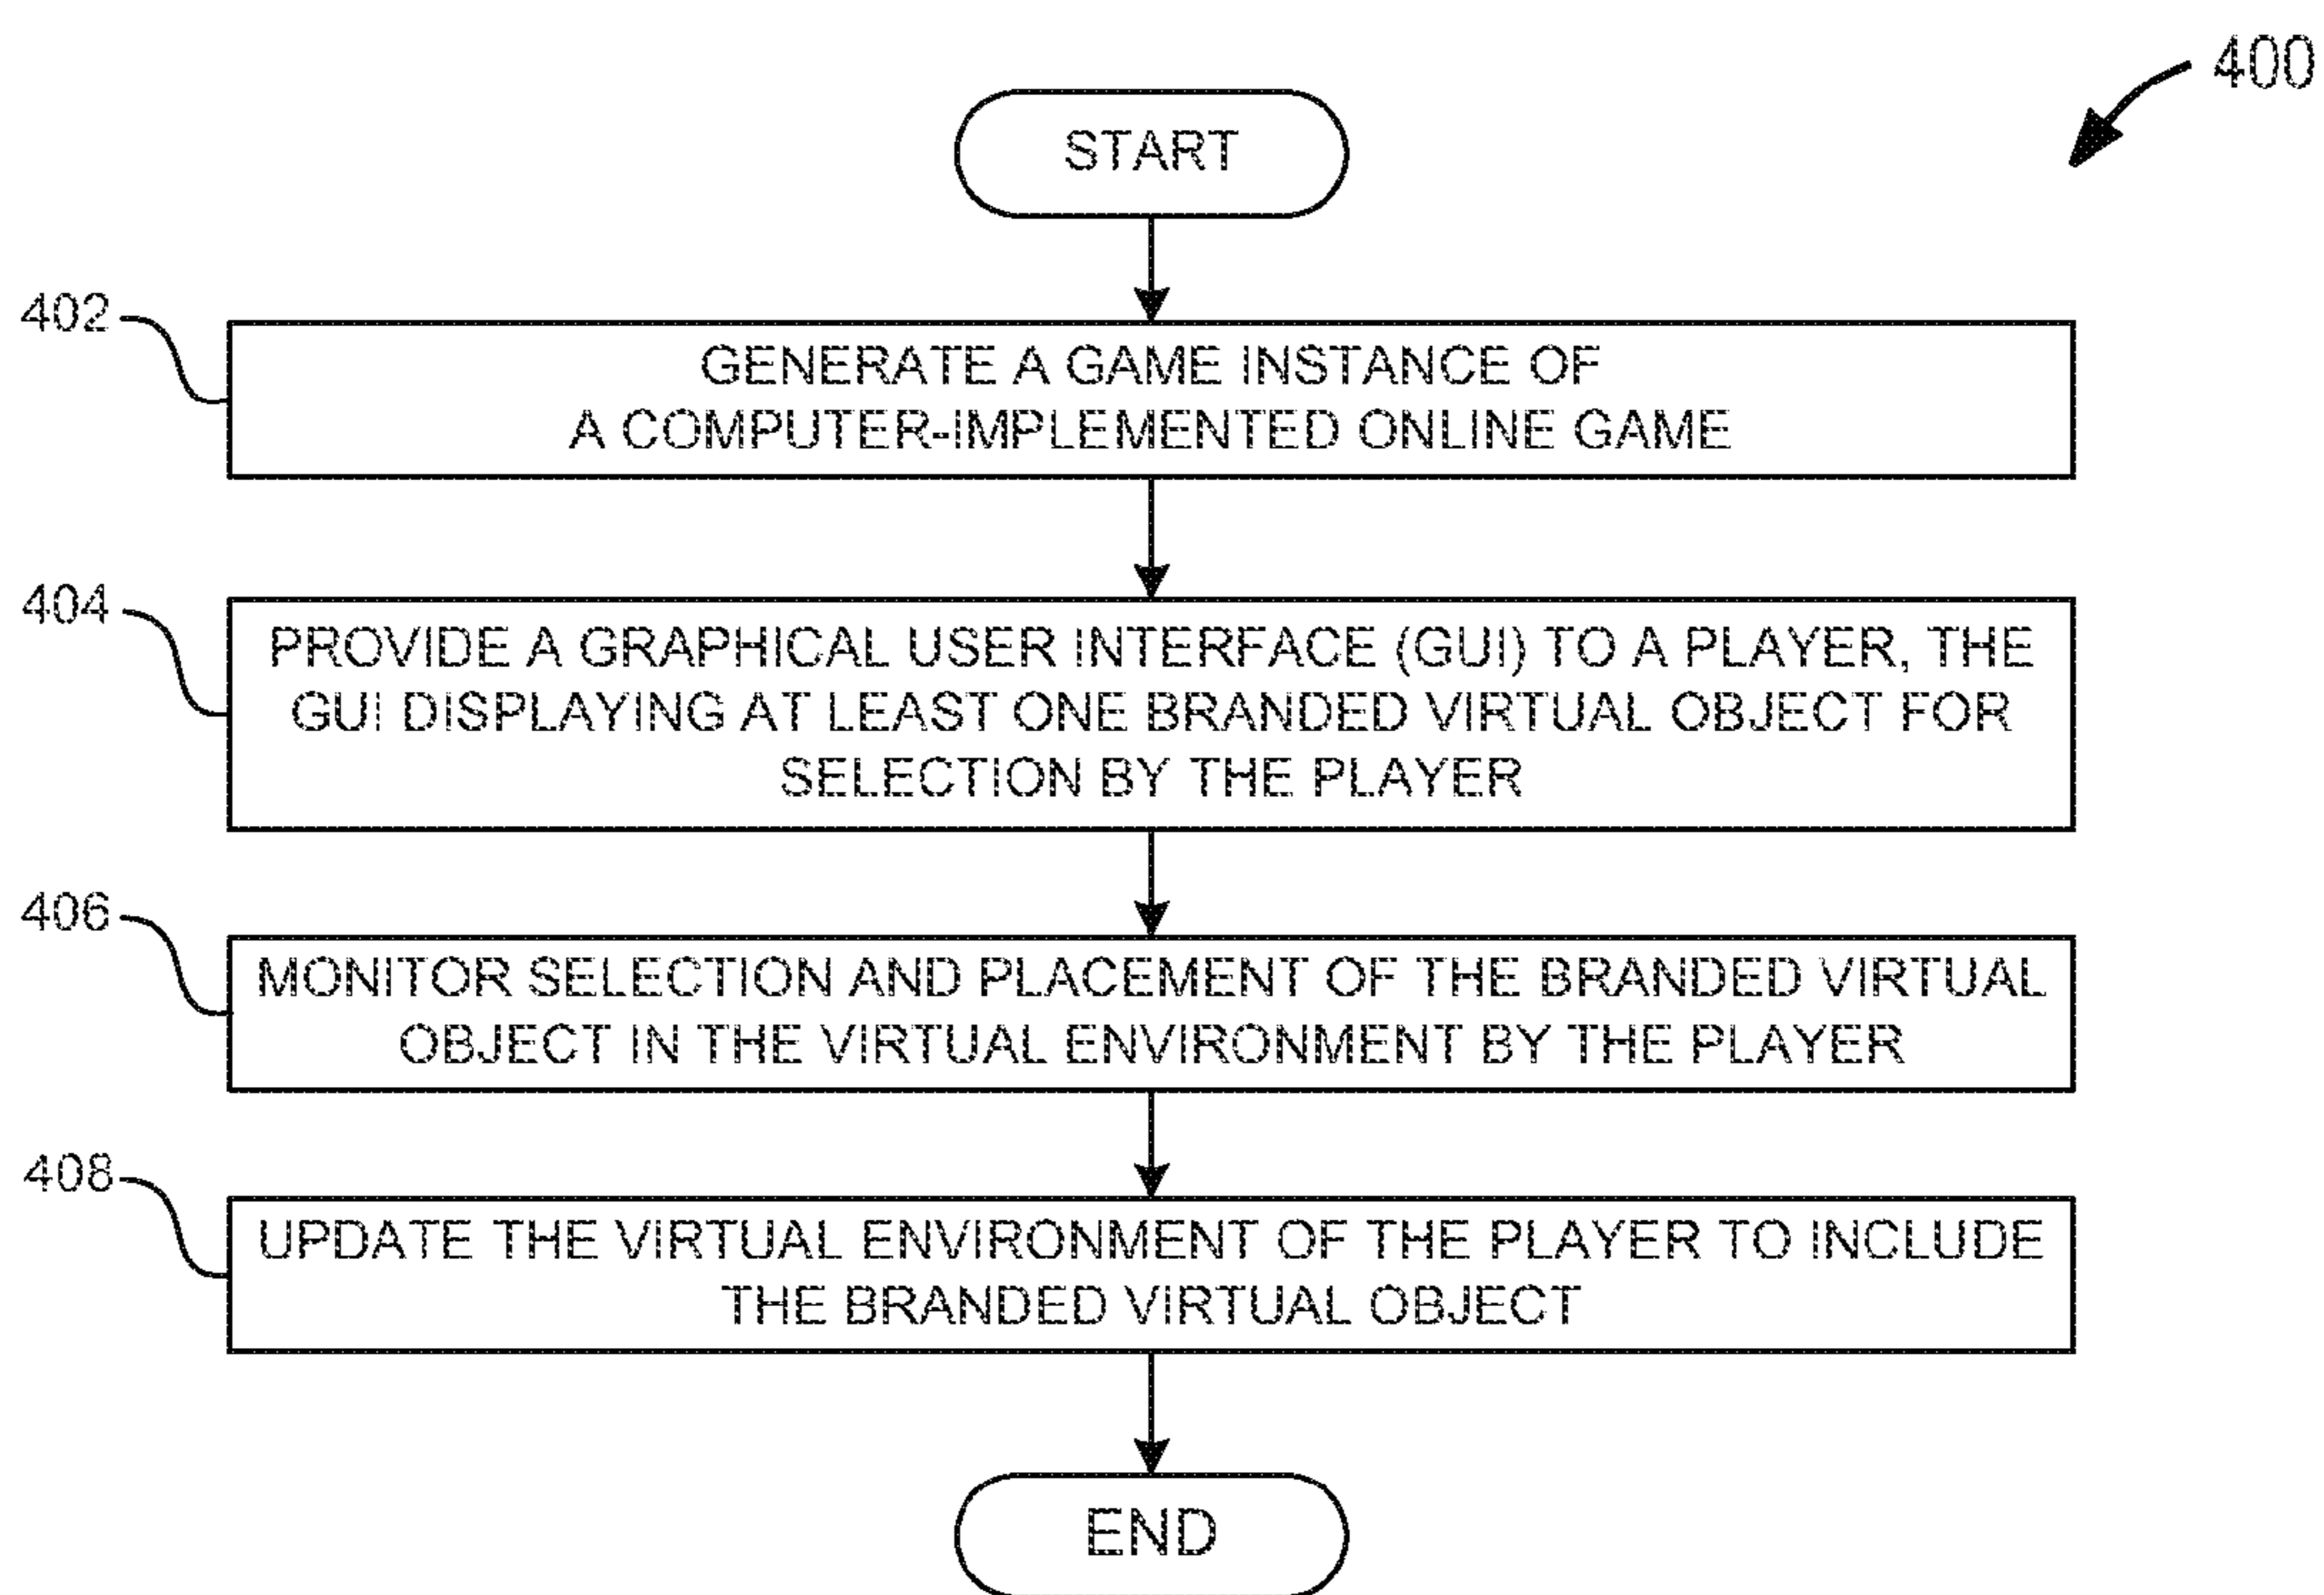 400
START
402
GENERATE A GAME INSTANCE OF
A COMPUTER-IMPLEMENTED ONLINE GAME
404
PROVIDE A GRAPHICAL USER INTERFACE (GUI) TO A PLAYER, THE
GUI DISPLAYING AT LEAST ONE BRANDED VIRTUAL OBJECT FOR
SELECTION BY THE PLAYER
406
MONITOR SELECTION AND PLACEMENT OF THE BRANDED VIRTUAL
OBJECT IN THE VIRTUAL ENVIRONMENT BY THE PLAYER
408
UPDATE THE VIRTUAL ENVIRONMENT OF THE PLAYER TO INCLUDE
THE BRANDED VIRTUAL OBJECT
END